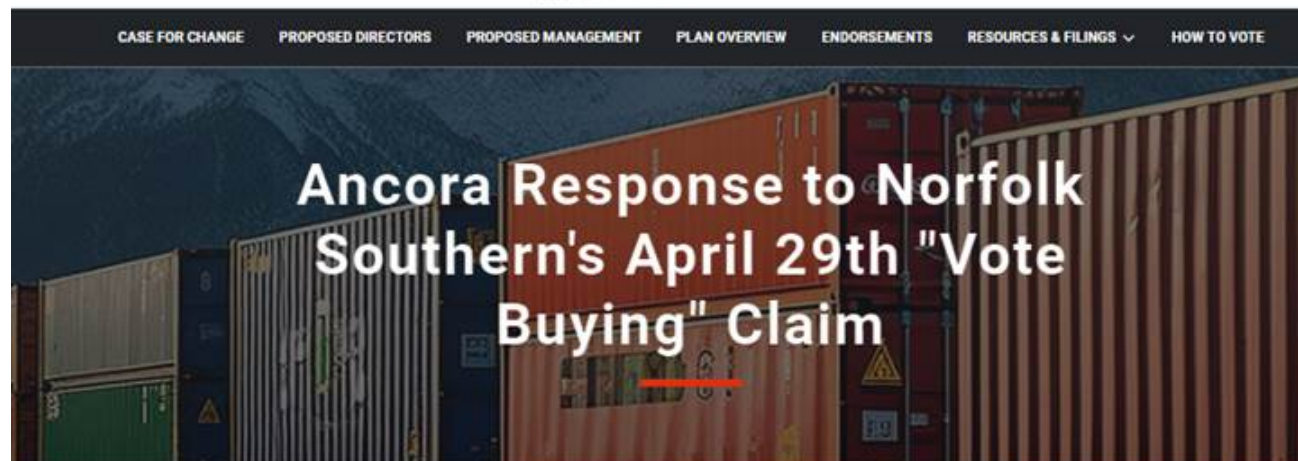 CASE FOR CHANGE PROPOSED DIRECTORS PROPOSED MANAGEMENT PLAN OVERVIEW ENDORSEMENTS RESOURCES & FILINGS HOW TO VOTE
Ancora Response to Norfolk
Southern's April 29th "Vote
Buying" Claim